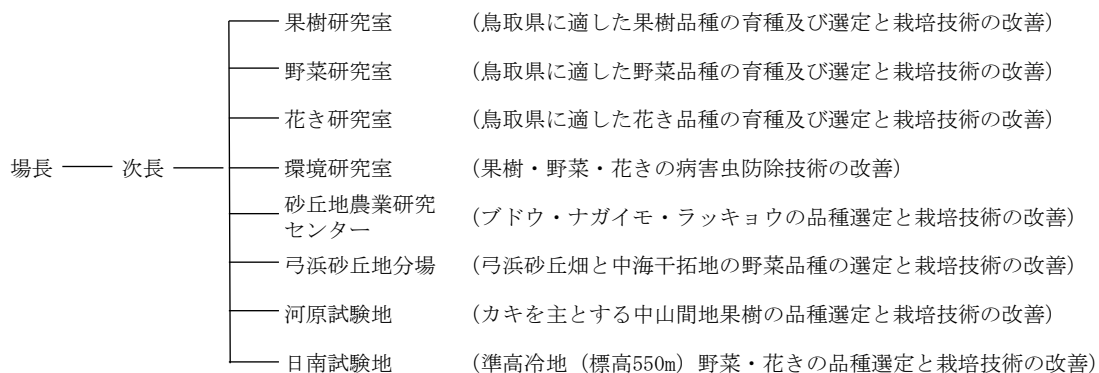 果樹研究室 (鳥取県に適した果樹品種の育種及び選定と栽培技術の改善)
野菜研究室 (鳥取県に適した野菜品種の育種及び選定と栽培技術の改善)
花き研究室 (鳥取県に適した花き品種の育種及び選定と栽培技術の改善)
場長 次長 環境研究室 (果樹・野菜・花きの病害虫防除技術の改善)
砂丘地農業研究
センター (ブドウ・ナガイモ・ラッキョウの品種選定と栽培技術の改善)
弓浜砂丘地分場 (弓浜砂丘畑と中海干拓地の野菜品種の選定と栽培技術の改善)
河原試験地 (カキを主とする中山間地果樹の品種選定と栽培技術の改善)
日南試験地 (準高冷地（標高550m）野菜・花きの品種選定と栽培技術の改善)